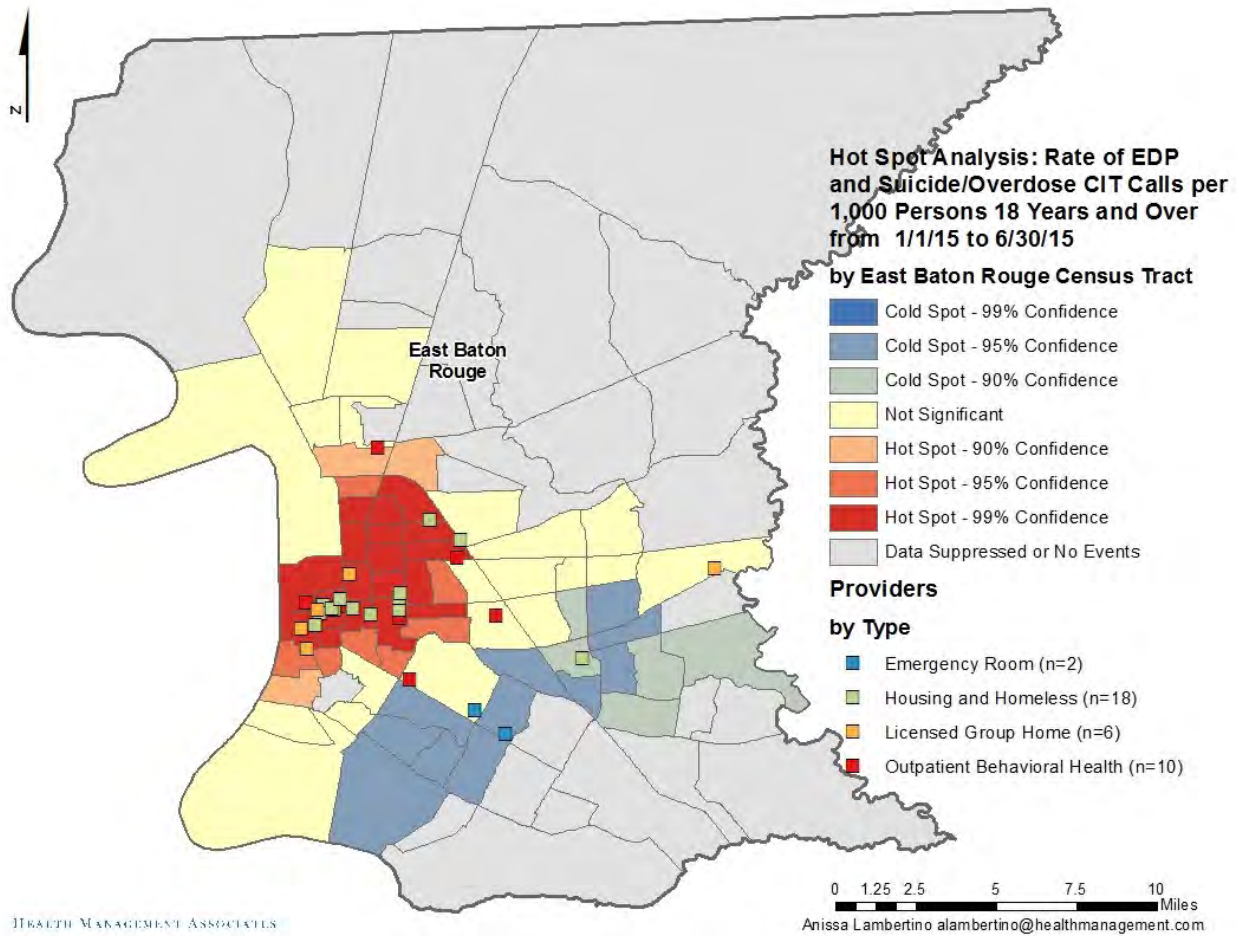 N
Hot Spot Analysis: Rate of EDP
and Suicide/Overdose CIT Calls per
1,000 Persons 18 Years and Over
from 1/1/15 to 6/30/15
by East Baton Rouge Census Tract
Cold Spot - 99% Confidence
Cold Spot - 95% Confidence
Cold Spot - 90% Confidence
Not Significant
Hot Spot - 90% Confidence
Hot Spot - 95% Confidence
Hot Spot - 99% Confidence
Data Suppressed or No Events
Providers
by Type
Emergency Room (n=2)
Housing and Homeless (n=18)
Licensed Group Home (n=6)
Outpatient Behavioral Health (n=10)
East Baton
Rouge
0 1.25 2.5 5 7.5 10
Miles
HEALTH MANAGEMENT ASSOCIATES
Anissa Lambertino alambertino@healthmanagement.com